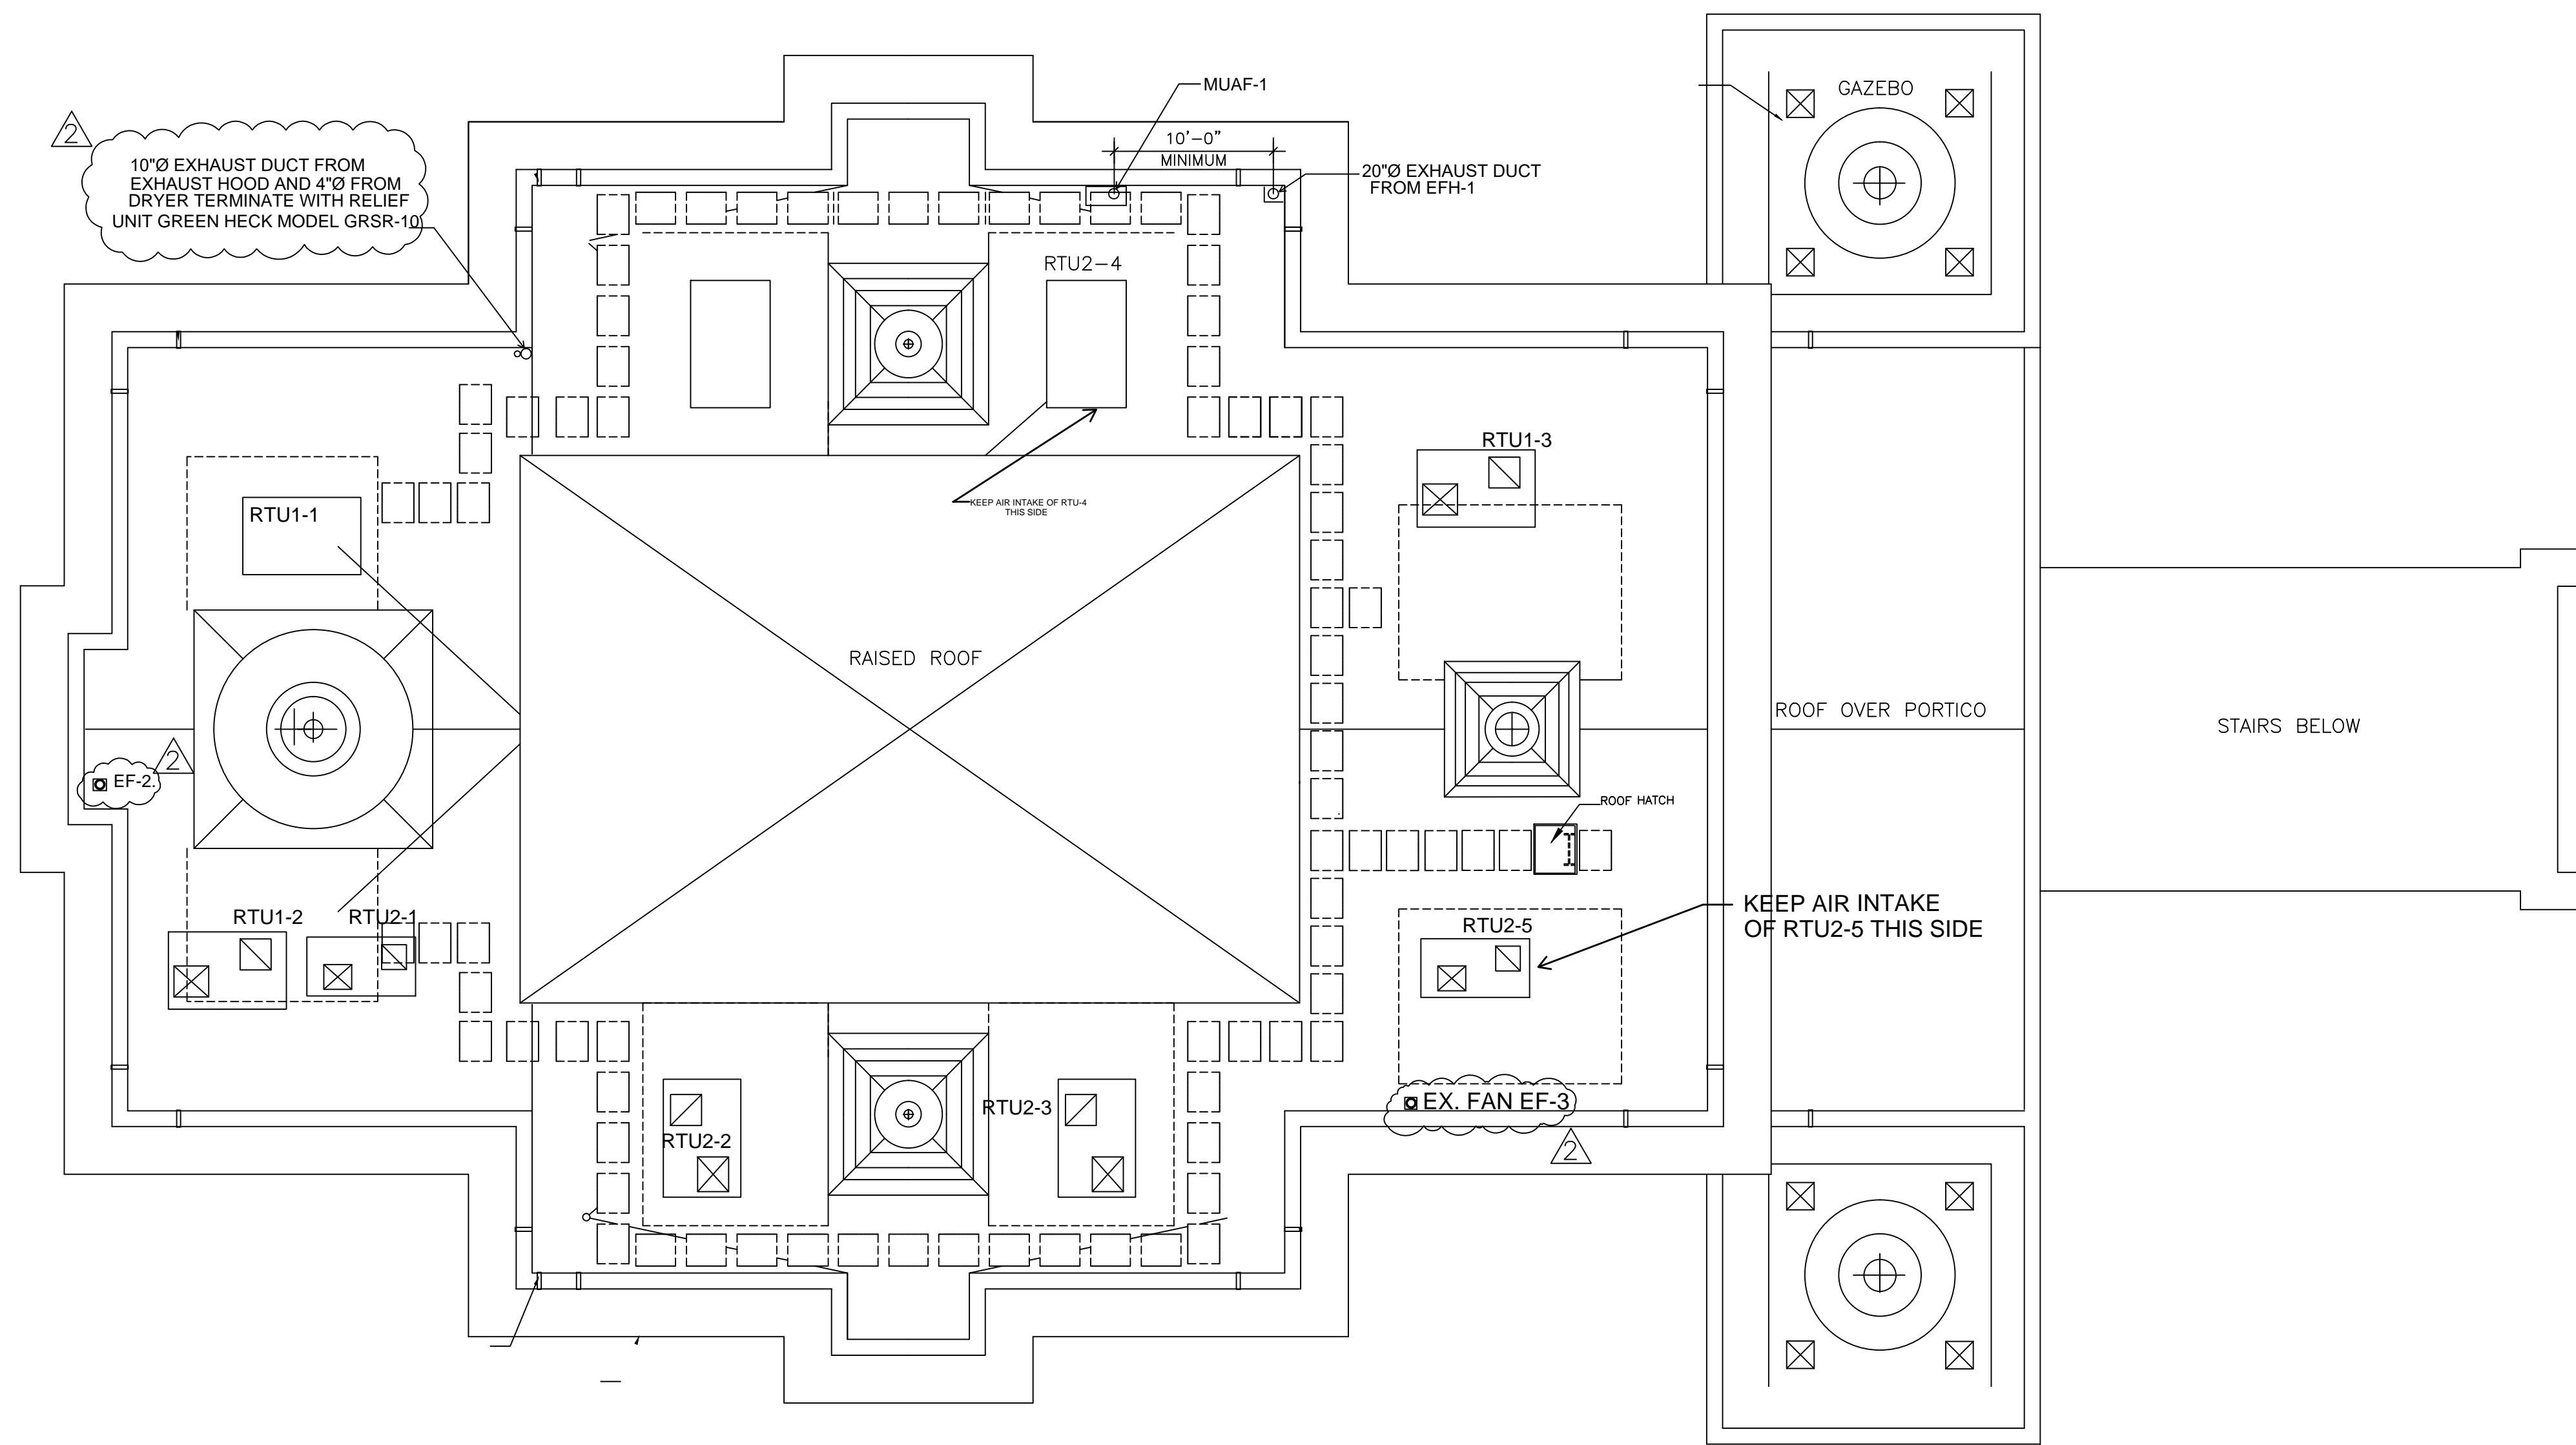 GAZEBO
MUAF-1
2
10'-0"
MINIMUM
10"Ø EXHAUST DUCT FROM
EXHAUST HOOD AND 4"Ø FROM
DRYER TERMINATE WITH RELIEF
UNIT GREEN HECK MODEL GRSR-10
20"Ø EXHAUST DUCT
FROM EFH-1
RTU2-4
RTU1-3
KEEP AIR INTAKE OF RTU-4
THIS SIDE
RTU1-1
RAISED ROOF
ROOF OVER PORTICO
STAIRS BELOW
2
EF-2.
ROOF HATCH
KEEP AIR INTAKE
OF RTU2-5 THIS SIDE
RTU1-2
RTU2-1
RTU2-5
EX. FAN EF-3
RTU2-3
RTU2-2
2